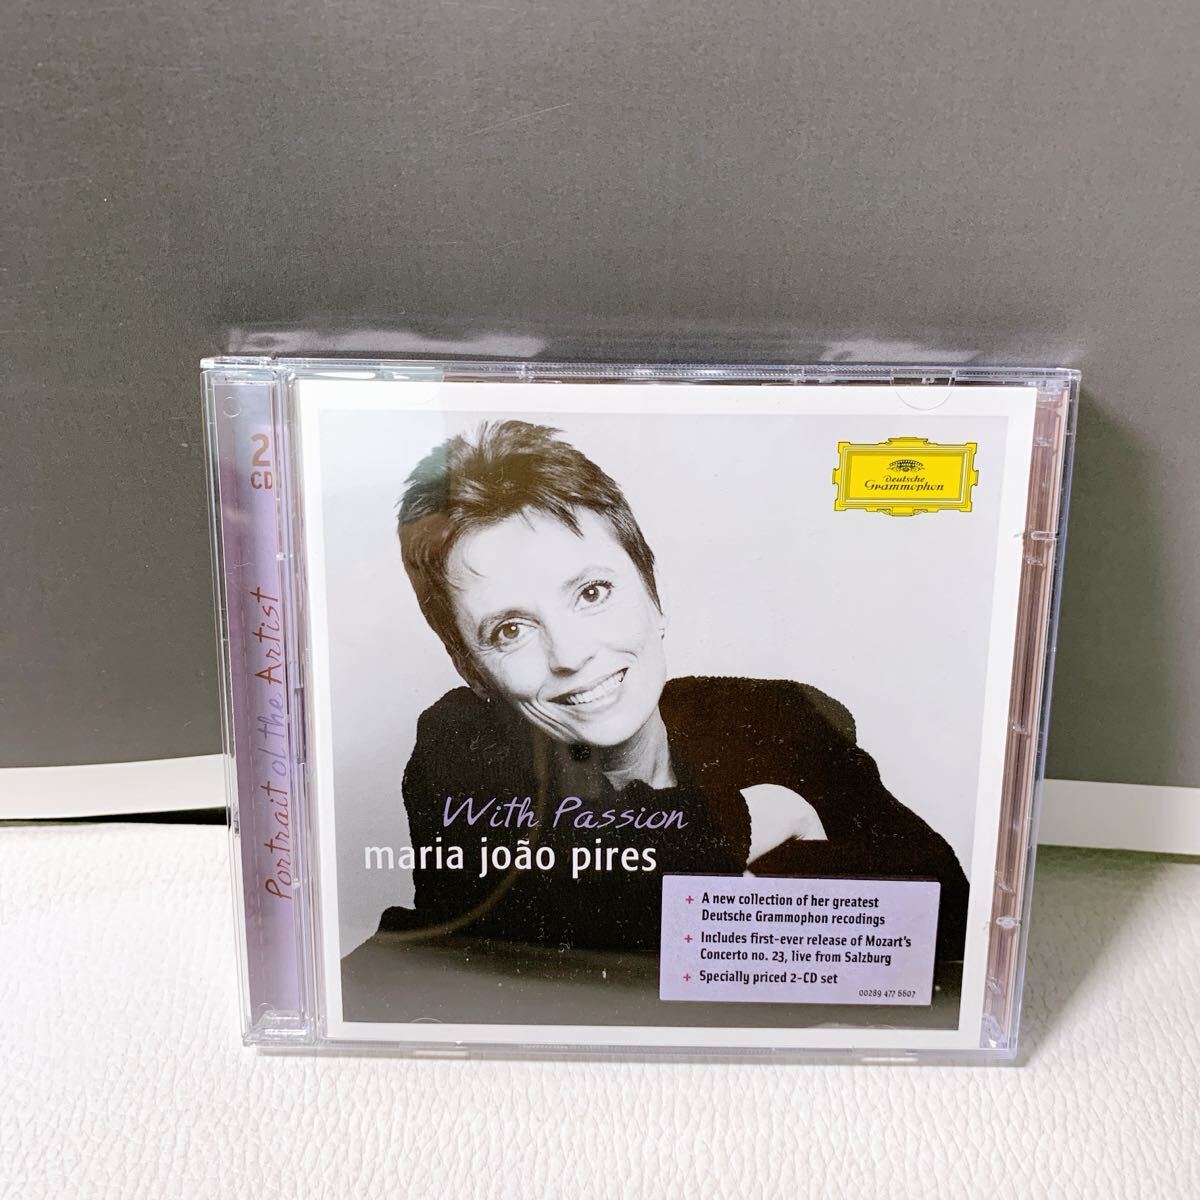 2
CD
Portrait of the Artist
Deutsche
Grammophon
With Passion
maria joão pires
+ A new collection of her greatest
Deutsche Grammophon recodings
+ Includes first-ever release of Mozart's
Concerto no. 23, live from Salzburg
+ Specially priced 2-CD set
00289 477 6607